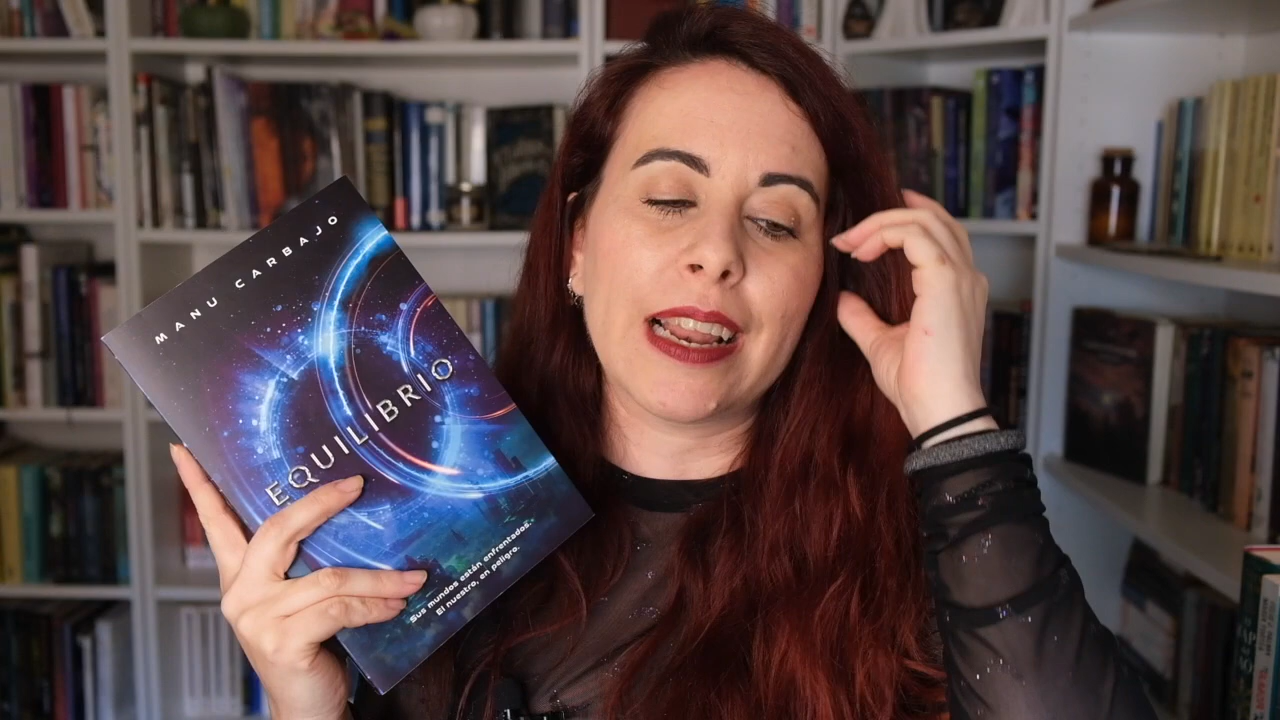 MANU CARBAJO
EQUILIBRIO
Sus mundos están enfrentados.
El nuestro, en peligro.